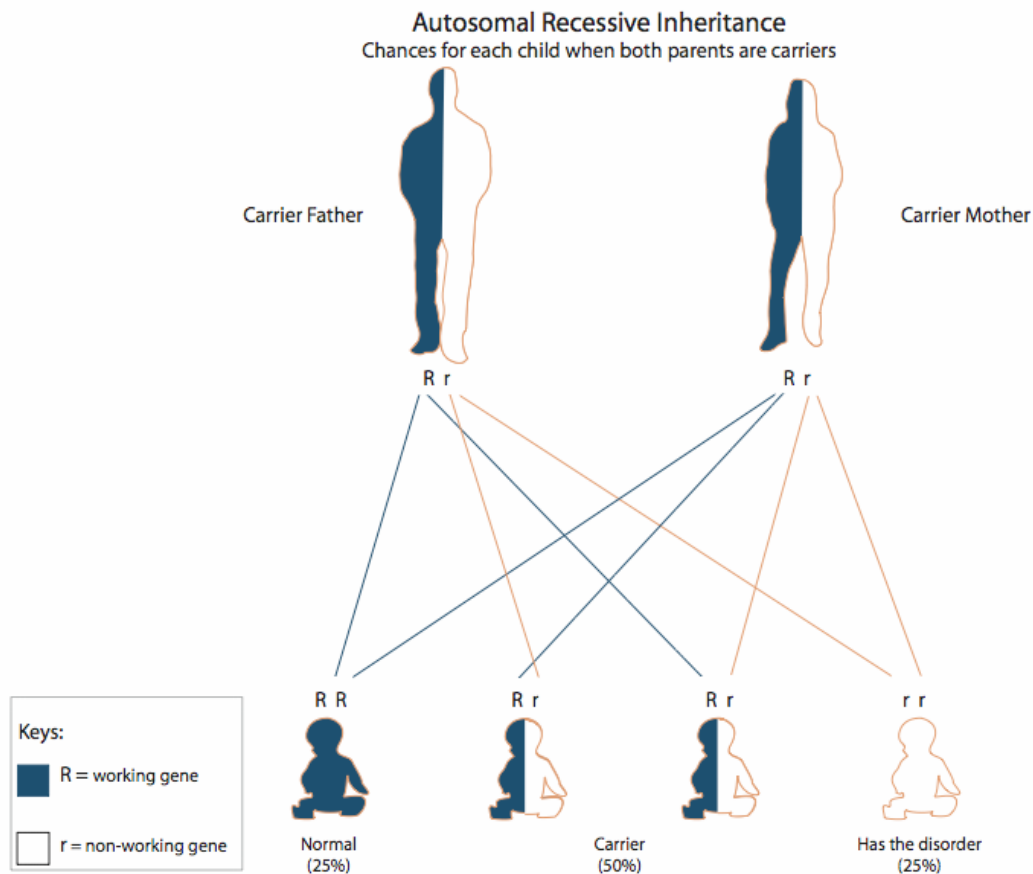 Autosomal Recessive Inheritance
Chances for each child when both parents are carriers
Carrier Father
Carrier Mother
R r
R r
R R
R r
R r
r r
Keys:
R = working gene
r = non-working gene
Normal
(25%)
Carrier
(50%)
Has the disorder
(25%)